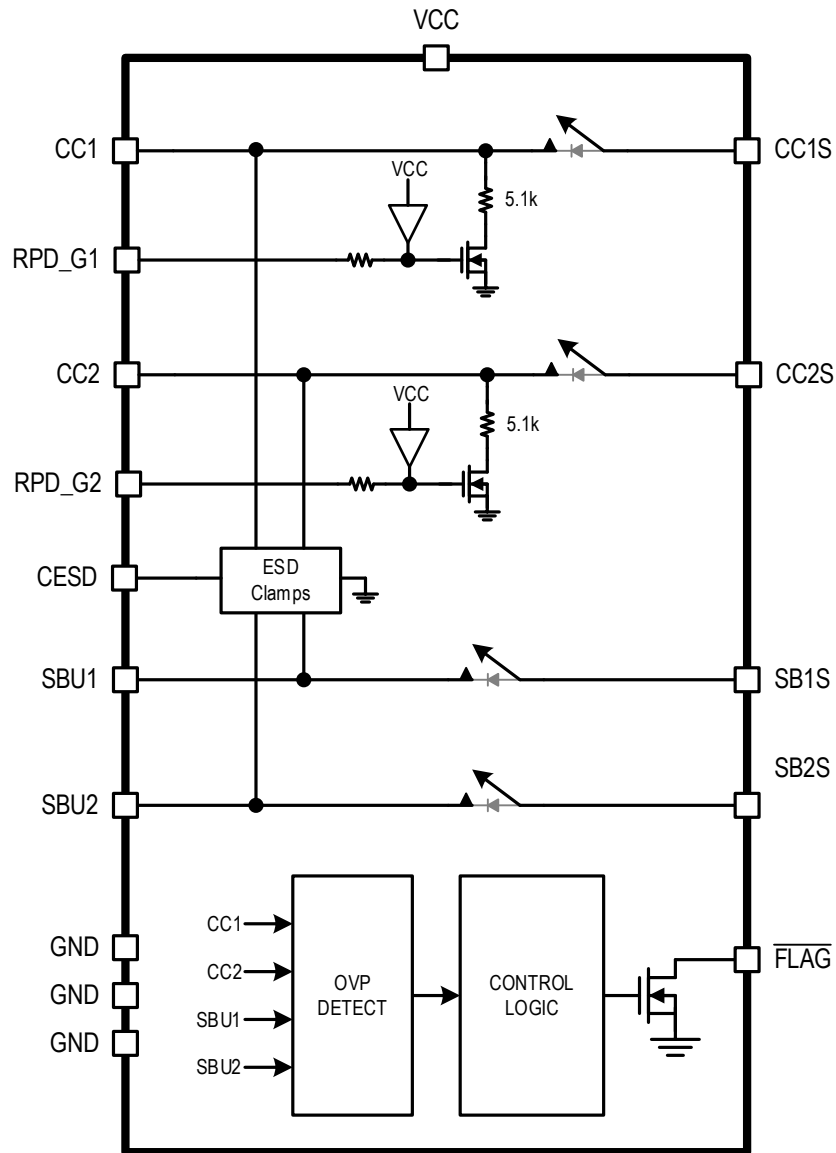 VCC
CC1
CC1S
VCC
5.1k
RPD_G1
CC2
CC2S
VCC
5.1k
RPD_G2
CESD
ESD
Clamps
SBU1
SB1S
SB2S
SBU2
GND
GND
GND
CC1
CC2
SBU1
SBU2
OVP
DETECT
CONTROL
LOGIC
FLAG